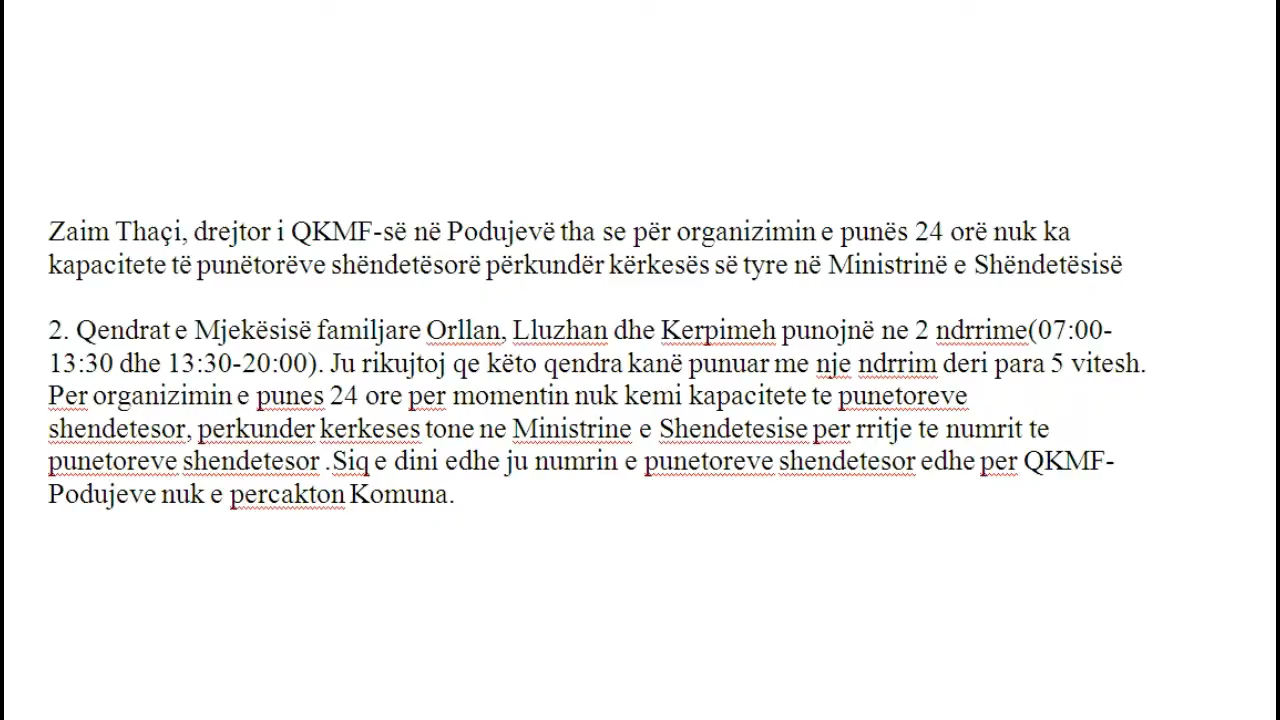 Zaim Thaçi, drejtor i QKMF-së në Podujevë tha se për organizimin e punës 24 orë nuk ka
kapacitete të punëtorëve shëndetësorë përkundër kërkesës së tyre në Ministrinë e Shëndetësisë
2. Qendrat e Mjekësisë familjare Orllan, Lluzhan dhe Kerpimeh punojnë ne 2 ndrrime(07:00-
13:30 dhe 13:30-20:00). Ju rikujtoj qe këto qendra kanë punuar me nje ndrrim deri para 5 vitesh.
Per organizimin e punes 24 ore per momentin nuk kemi kapacitete te punetoreve
shendetesor, perkunder kerkeses tone ne Ministrine e Shendetesise per rritje te numrit te
punetoreve shendetesor .Siq e dini edhe ju numrin e punetoreve shendetesor edhe per QKMF-
Podujeve nuk e percakton Komuna.